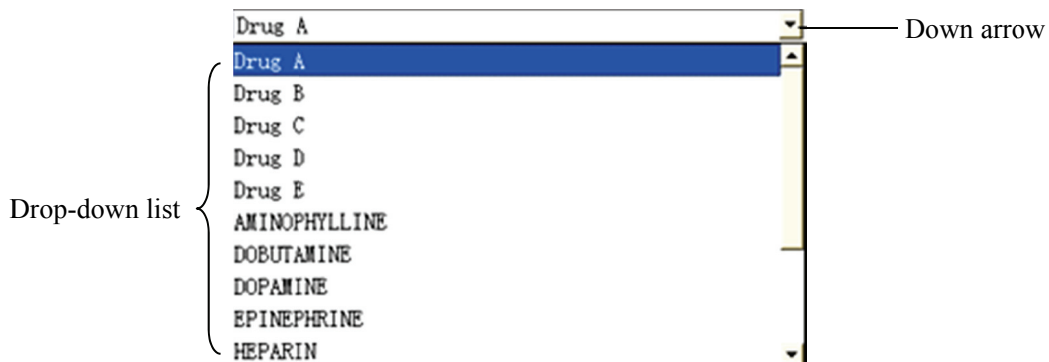 Drug A
Down arrow
Drug A
Drug B
Drug C
Drug D
Drug E
Drop-down list
AMINOPHYLLINE
DOBUTAMINE
DOPAMINE
EPINEPHRINE
HEPARIN